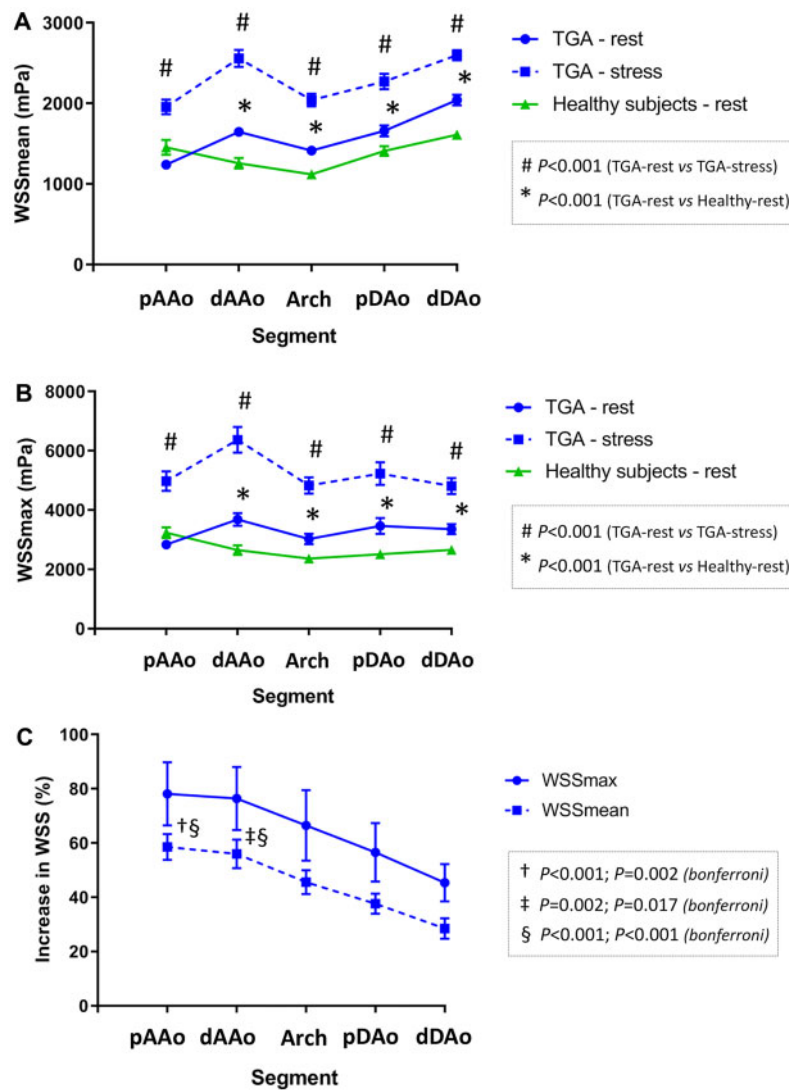 A
WSSmean (mPa)
3000
2000
1000
0
# # # # #
* * * *
pAAo dAAo Arch pDAo dDAo
Segment
TGA - rest
TGA - stress
Healthy subjects - rest
# P<0.001 (TGA-rest vs TGA-stress)
* P<0.001 (TGA-rest vs Healthy-rest)
B
WSSmax (mPa)
8000
6000
4000
2000
0
# # # # #
* * * *
pAAo dAAo Arch pDAo dDAo
Segment
TGA - rest
TGA - stress
Healthy subjects - rest
# P<0.001 (TGA-rest vs TGA-stress)
* P<0.001 (TGA-rest vs Healthy-rest)
C
Increase in WSS (%)
100
80
60
40
20
0
†§
‡§
pAAo dAAo Arch pDAo dDAo
Segment
WSSmax
WSSmean
† P<0.001; P=0.002 (bonferroni)
‡ P=0.002; P=0.017 (bonferroni)
§ P<0.001; P<0.001 (bonferroni)